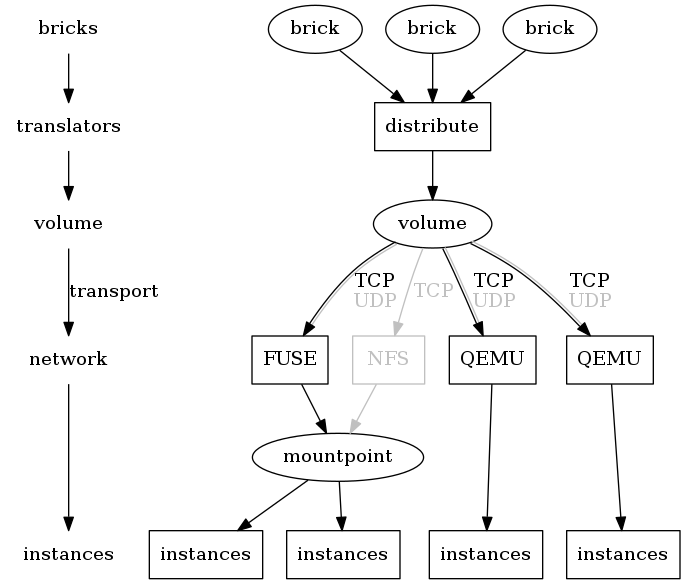 bricks
brick
brick
brick
translators
distribute
volume
volume
transport
TCP
UDP
TCP
TCP
UDP
TCP
UDP
network
FUSE
NFS
QEMU
QEMU
mountpoint
instances
instances
instances
instances
instances